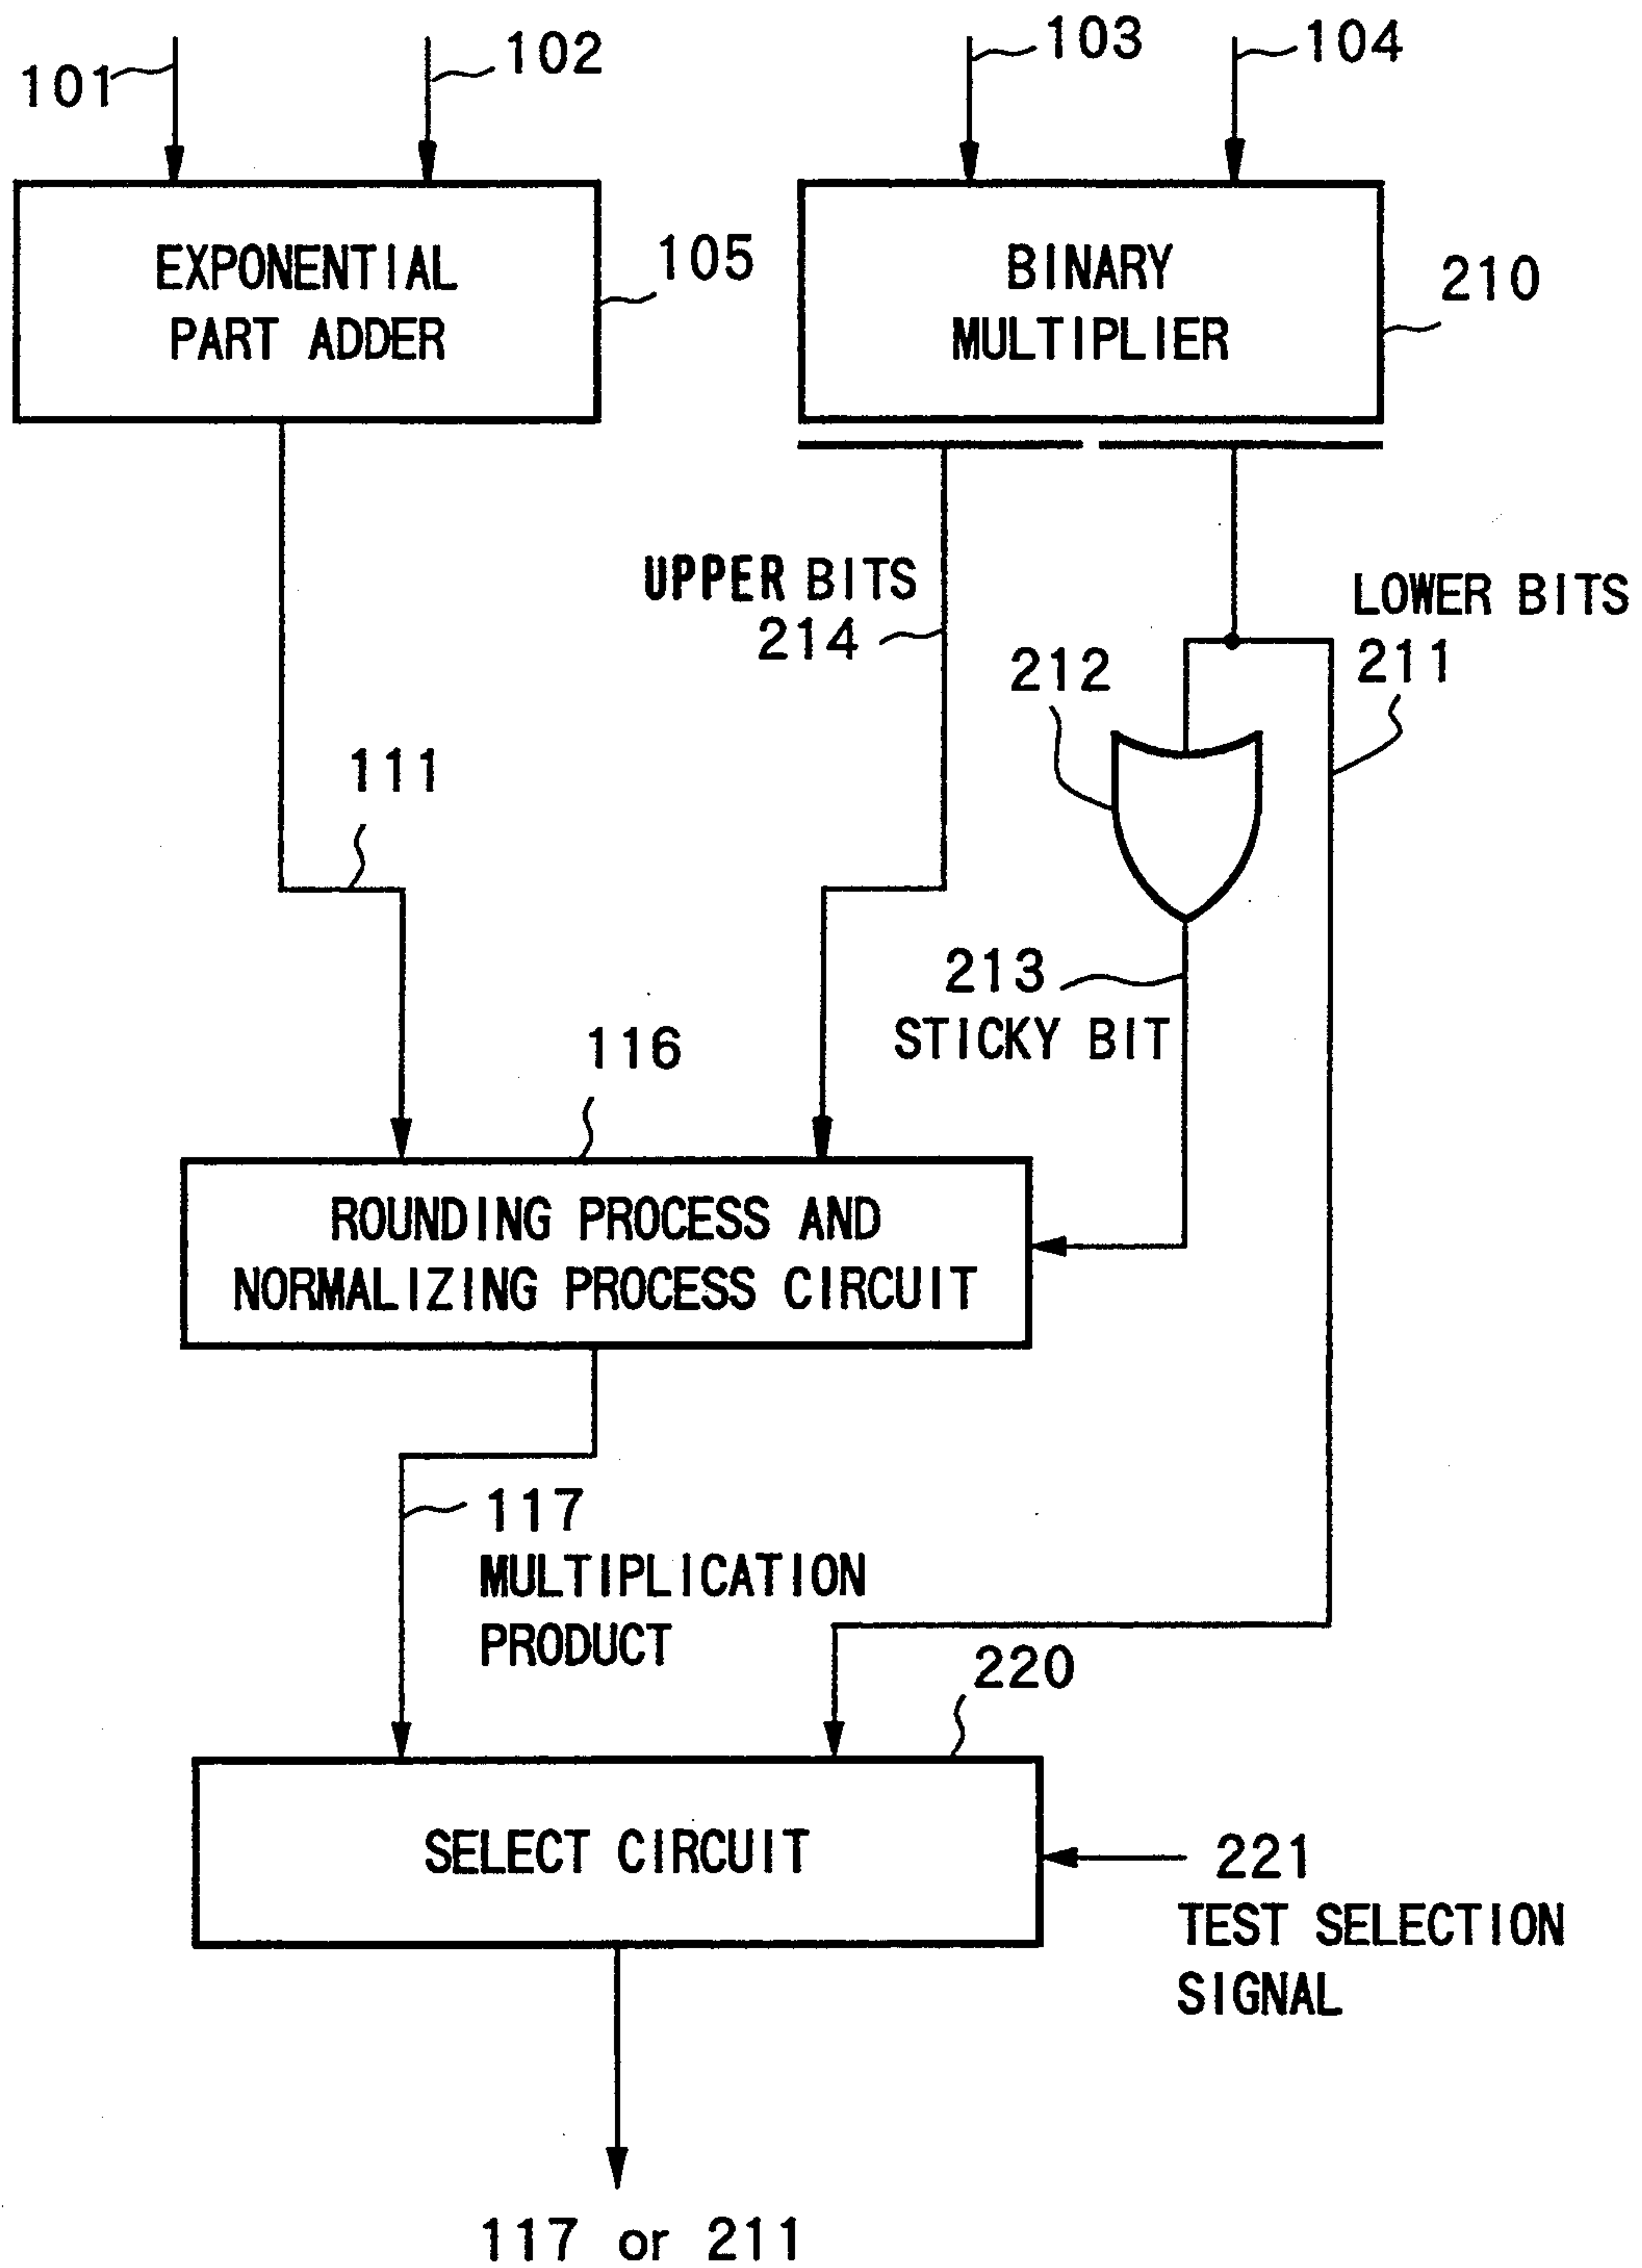 101
102
103
104
EXPONENTIAL
PART ADDER
105
BINARY
MULTIPLIER
210
UPPER BITS
214
LOWER BITS
211
212
111
213
STICKY BIT
116
ROUNDING PROCESS AND
NORMALIZING PROCESS CIRCUIT
117
MULTIPLICATION
PRODUCT
220
SELECT CIRCUIT
221
TEST SELECTION
SIGNAL
117 or 211